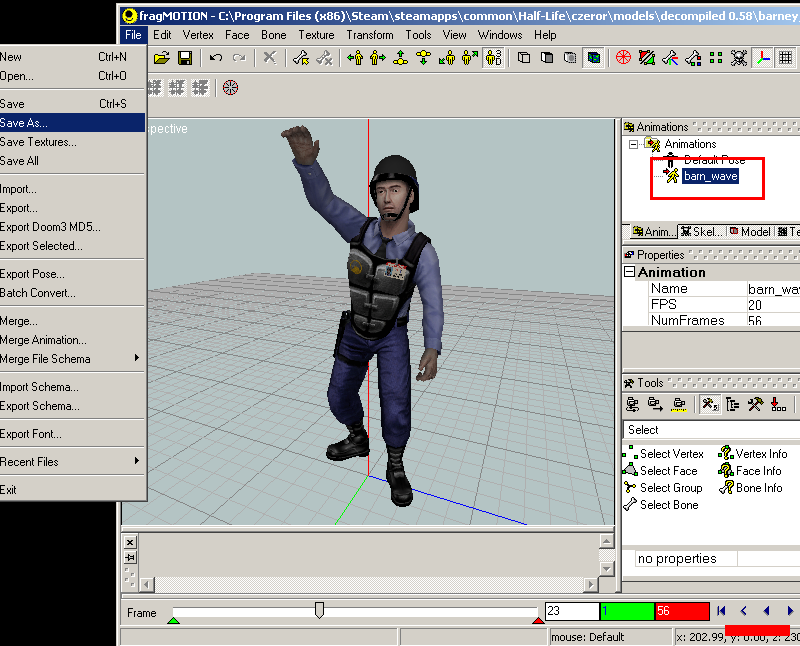 fragMOTION - C:\Program Files (x86)\Steam\steamapps\common\Half-Life\czeror\models\decompiled 0.58\barney
File Edit Vertex Face Bone Texture Transform Tools View Windows Help
New Ctrl+N
Open... Ctrl+O
Save Ctrl+S
Save As...
Save Textures...
Save All
Import...
Export...
Export Doom3 MD5...
Export Selected...
Export Pose...
Batch Convert...
Merge...
Merge Animation...
Merge File Schema
Import Schema...
Export Schema...
Export Font...
Recent Files
Exit
spective
Animations
Animations
Default Pose
barn_wave
Anim... Skel... Model Te
Properties
Animation
Name barn_wav
FPS 20
NumFrames 56
Tools
Select
Select Vertex Vertex Info
Select Face Face Info
Select Group Bone Info
Select Bone
no properties
Frame 23 1 56
mouse: Default x: 202.99, y: 0.00, z: 230